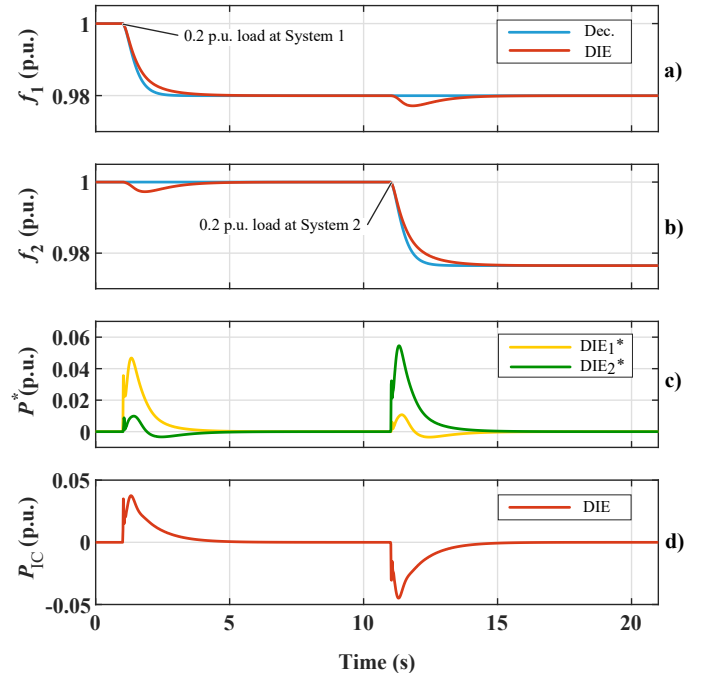 1
0.98
f1 (p.u.)
0.2 p.u. load at System 1
Dec.
DIE
a)
1
0.98
f2 (p.u.)
0.2 p.u. load at System 2
b)
0.06
0.04
0.02
0
P* (p.u.)
DIE1*
DIE2*
c)
0.05
0
-0.05
PIC (p.u.)
DIE
d)
0 5 10 15 20
Time (s)